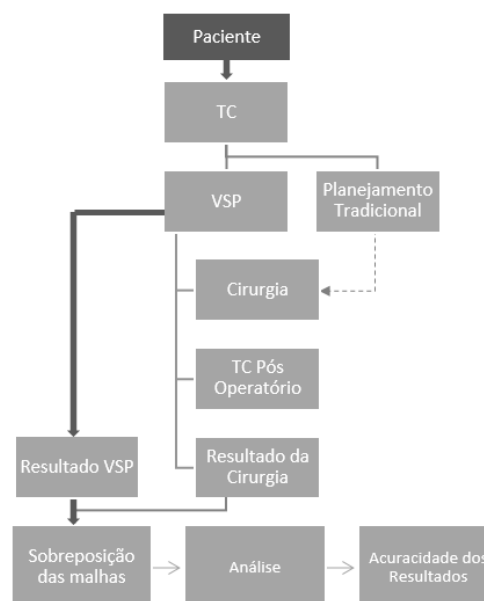 Paciente
TC
VSP
Planejamento
Tradicional
Cirurgia
TC Pós
Operatório
Resultado VSP
Resultado da
Cirurgia
Sobreposição
das malhas
Análise
Acuracidade dos
Resultados